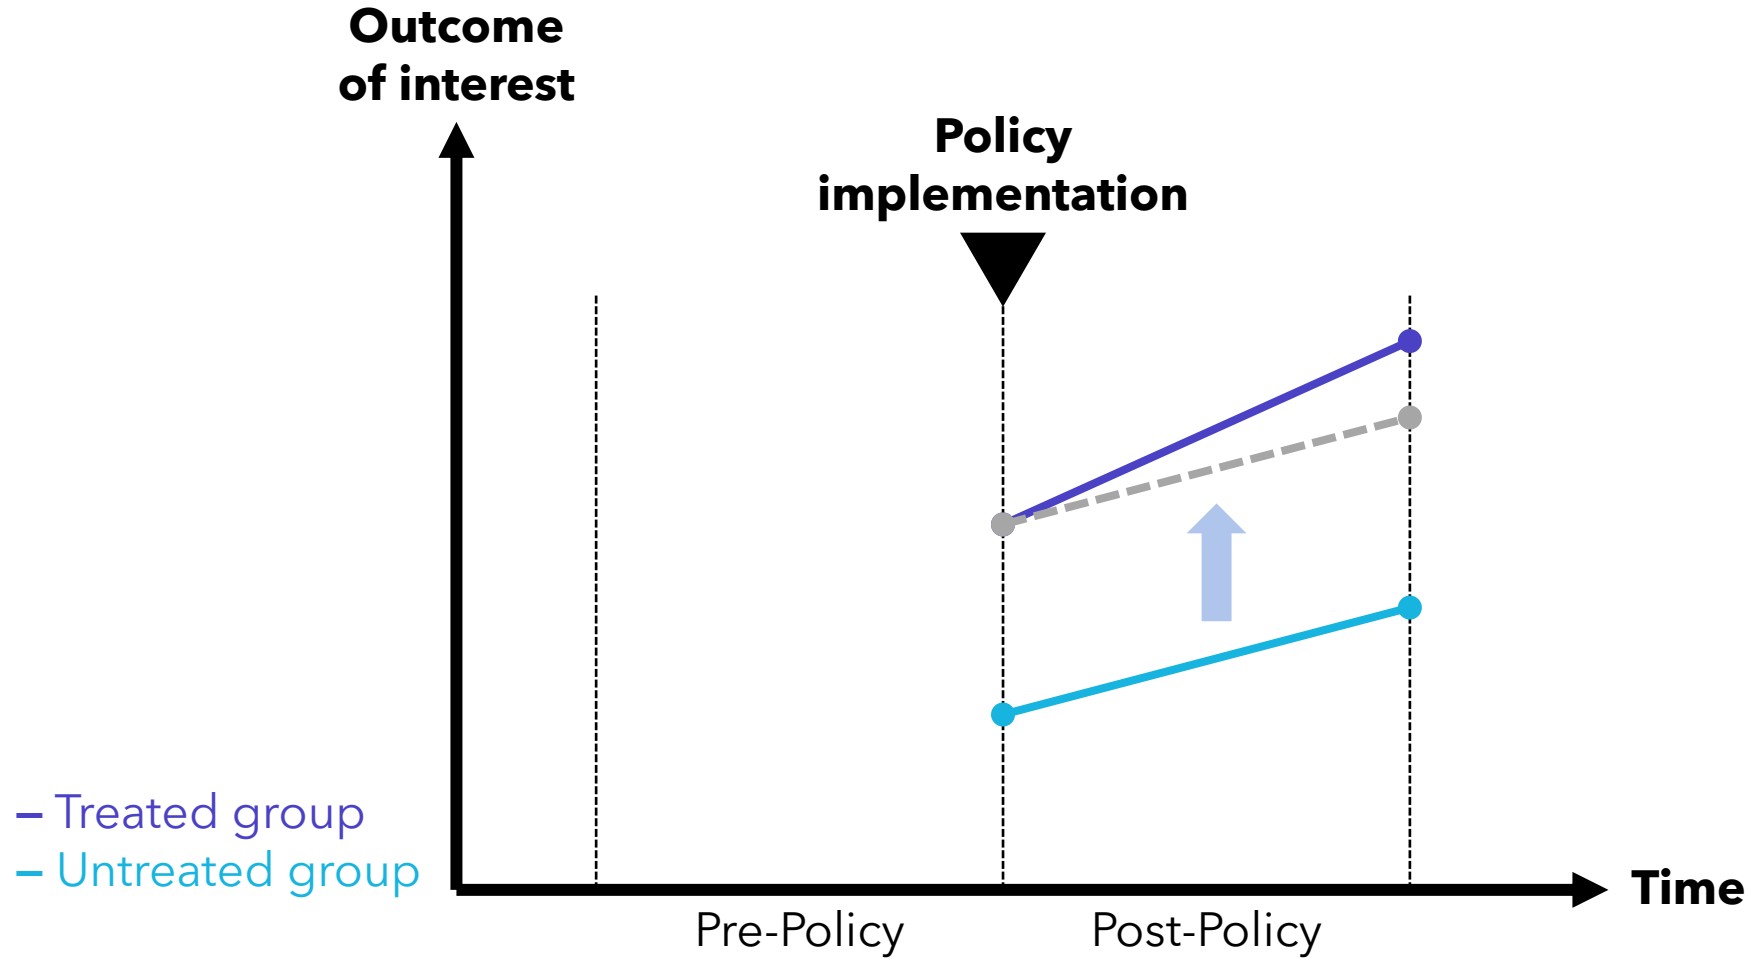 Outcome
of interest
Policy
implementation
– Treated group
– Untreated group
Time
Pre-Policy
Post-Policy